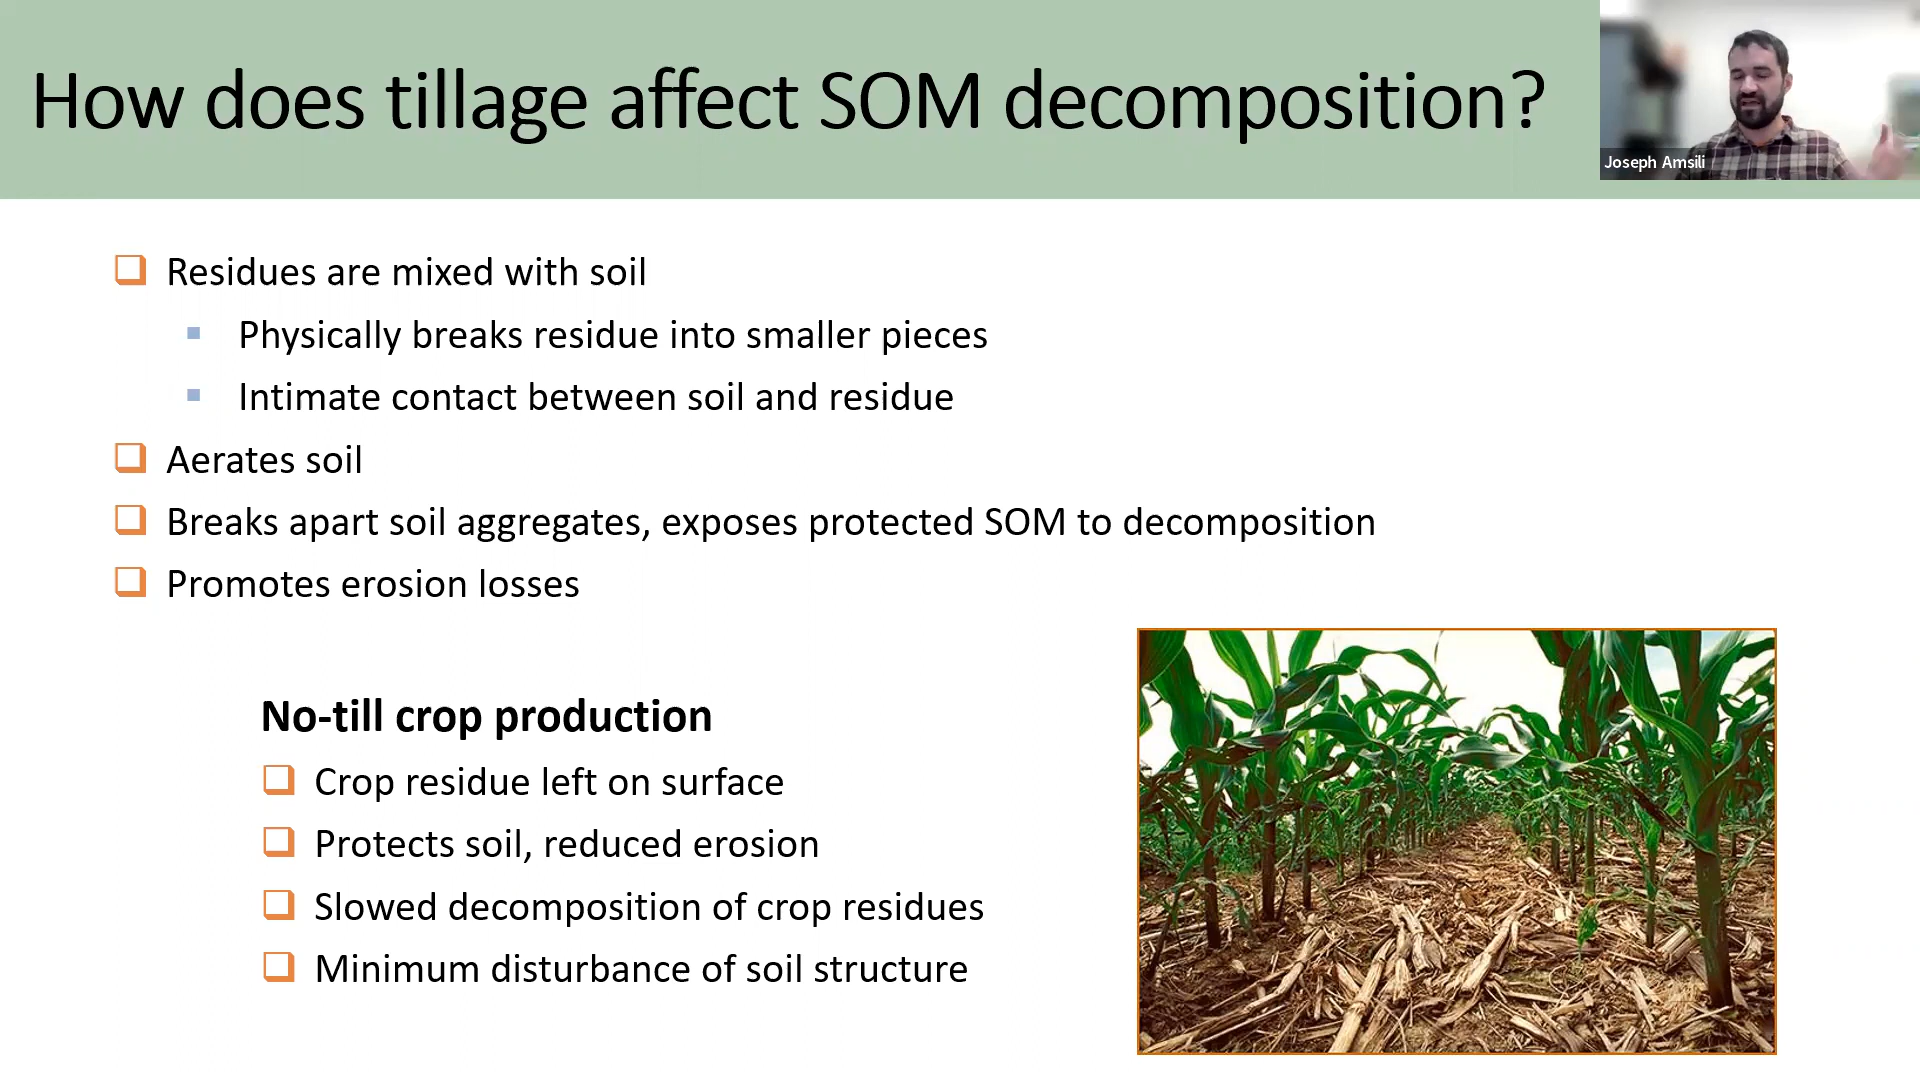 How does tillage affect SOM decomposition?
Joseph Amsili
Residues are mixed with soil
Physically breaks residue into smaller pieces
Intimate contact between soil and residue
Aerates soil
Breaks apart soil aggregates, exposes protected SOM to decomposition
Promotes erosion losses
No-till crop production
Crop residue left on surface
Protects soil, reduced erosion
Slowed decomposition of crop residues
Minimum disturbance of soil structure